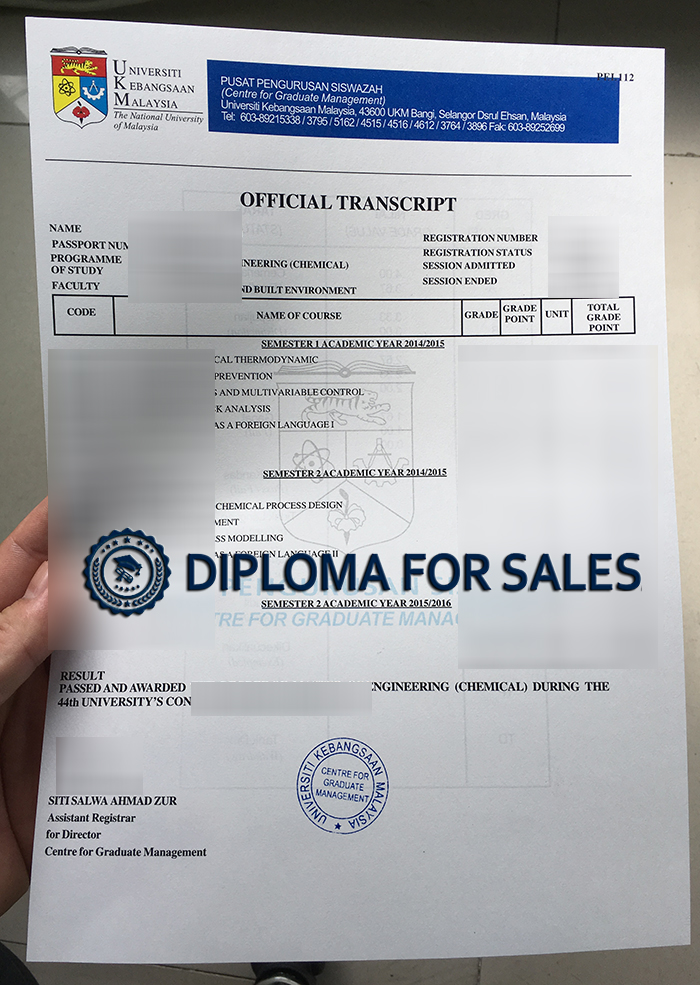 UNIVERSITI
KEBANGSAAN
MALAYSIA
The National University
of Malaysia
PUSAT PENGURUSAN SISWAZAH
(Centre for Graduate Management)
Universiti Kebangsaan Malaysia, 43600 UKM Bangi, Selangor Dsrul Ehsan, Malaysia
Tel: 603-89215338 / 3795 / 5162 / 4515 / 4516 / 4612 / 3764 / 3896 Fak: 603-89252699
112
OFFICIAL TRANSCRIPT
NAME
PASSPORT NUM
PROGRAMME
OF STUDY
INEERING (CHEMICAL)
FACULTY
ND BUILT ENVIRONMENT
REGISTRATION NUMBER
REGISTRATION STATUS
SESSION ADMITTED
SESSION ENDED
CODE NAME OF COURSE GRADE GRADE POINT UNIT TOTAL GRADE POINT
SEMESTER 1 ACADEMIC YEAR 2014/2015
CAL THERMODYNAMIC
PREVENTION
S AND MULTIVARIABLE CONTROL
K ANALYSIS
AS A FOREIGN LANGUAGE I
SEMESTER 2 ACADEMIC YEAR 2014/2015
CHEMICAL PROCESS DESIGN
MENT
SS MODELLING
AS A FOREIGN LANGUAGE II
DIPLOMA FOR SALES
SEMESTER 2 ACADEMIC YEAR 2015/2016
TRE FOR GRADUATE MANAG
RESULT
PASSED AND AWARDED ENGINEERING (CHEMICAL) DURING THE
44th UNIVERSITY'S CON
UNIVERSITI KEBANGSAAN MALAYSIA
CENTRE FOR
GRADUATE
MANAGEMENT
SITI SALWA AHMAD ZUR
Assistant Registrar
for Director
Centre for Graduate Management